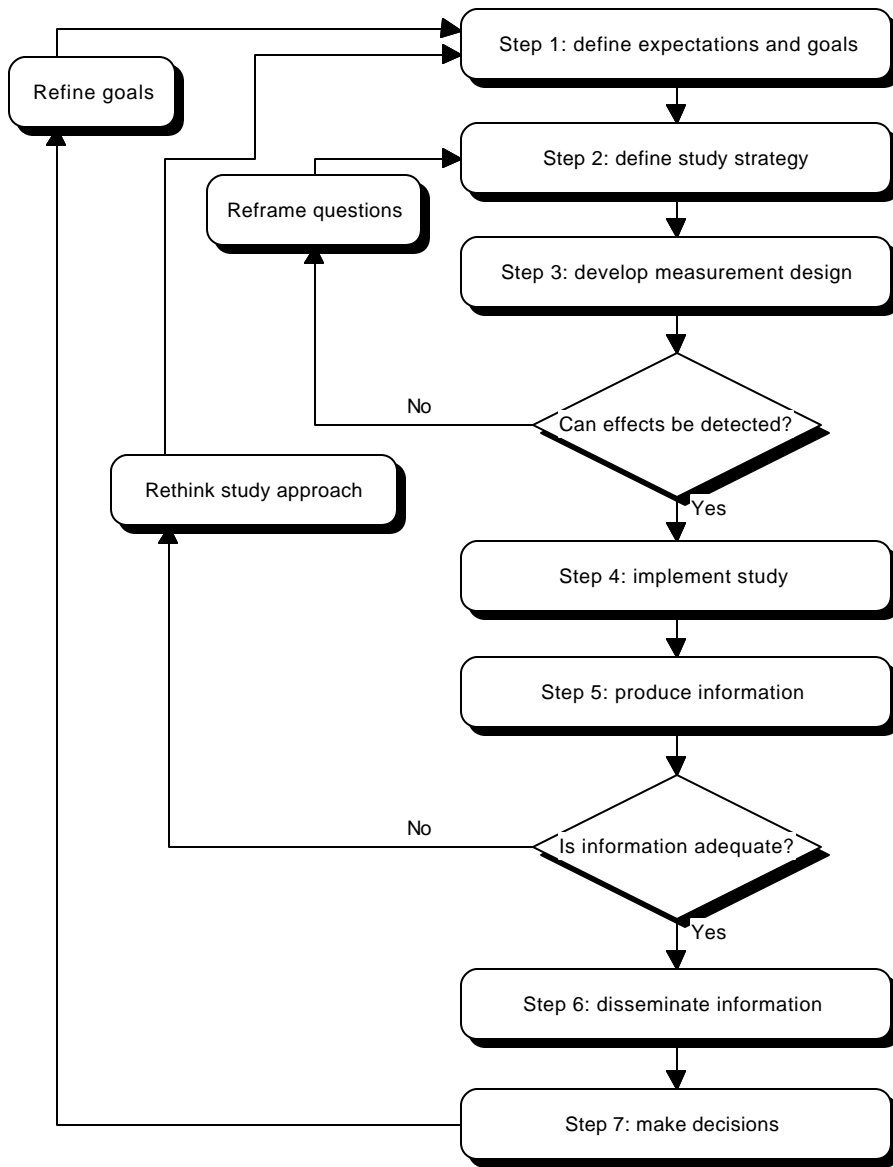 Step 1: define expectations and goals
Refine goals
Step 2: define study strategy
Reframe questions
Step 3: develop measurement design
No
Can effects be detected?
Rethink study approach
Yes
Step 4: implement study
Step 5: produce information
No
Is information adequate?
Yes
Step 6: disseminate information
Step 7: make decisions